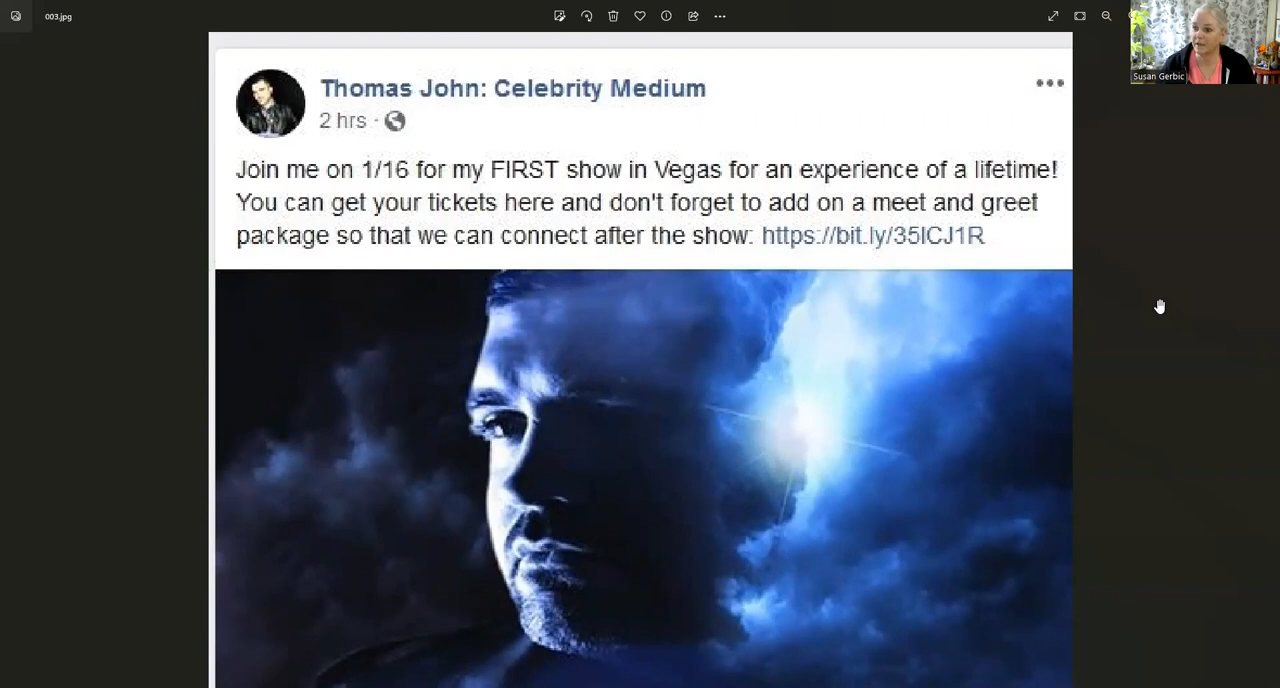 003.jpg
Susan Gerbic
Thomas John: Celebrity Medium
2 hrs ·
Join me on 1/16 for my FIRST show in Vegas for an experience of a lifetime!
You can get your tickets here and don't forget to add on a meet and greet
package so that we can connect after the show: https://bit.ly/35lCJ1R